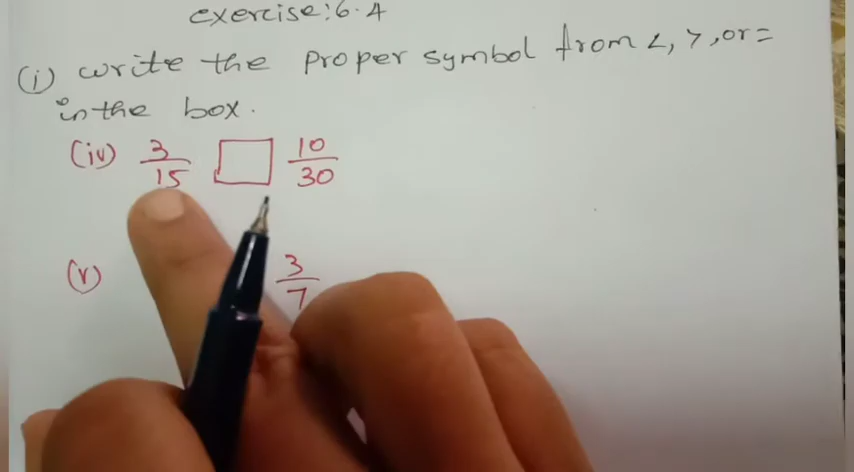 exercise:6.4
(i) write the proper symbol from <, >, or =
in the box.
(iv) 3/15 □ 10/30
(v) 3/7